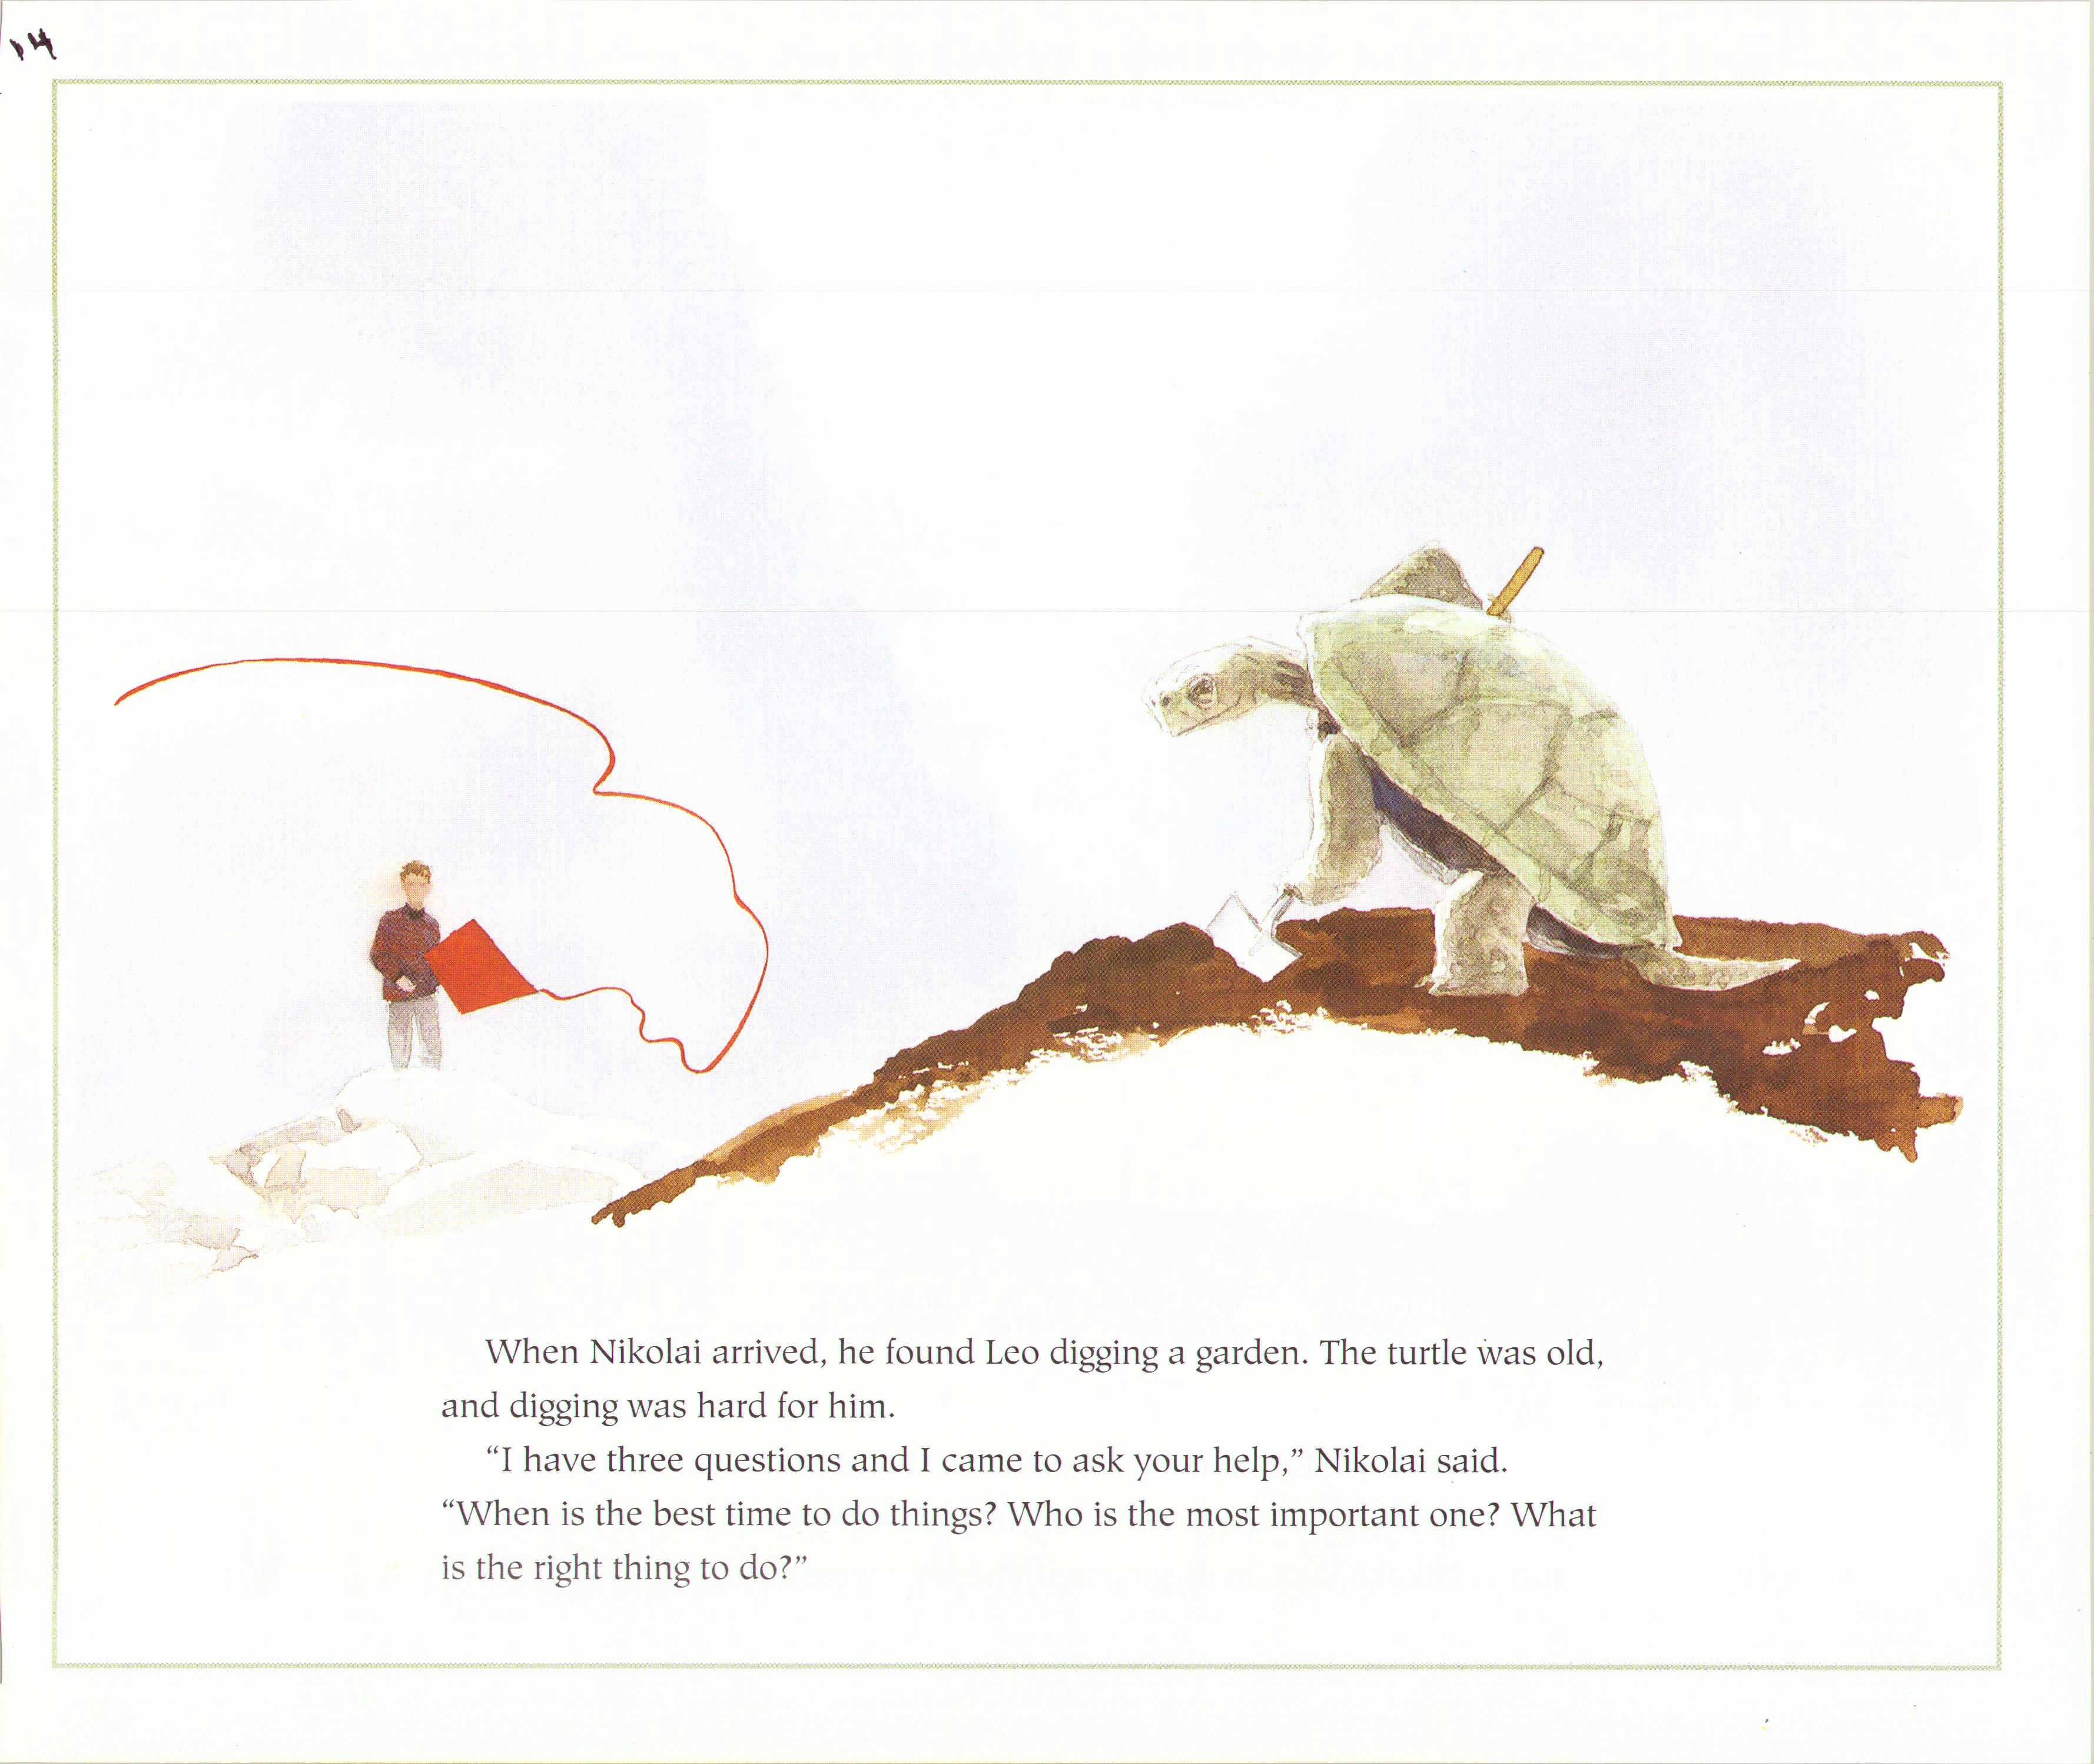 14
When Nikolai arrived, he found Leo digging a garden. The turtle was old,
and digging was hard for him.
“I have three questions and I came to ask your help,” Nikolai said.
“When is the best time to do things? Who is the most important one? What
is the right thing to do?”